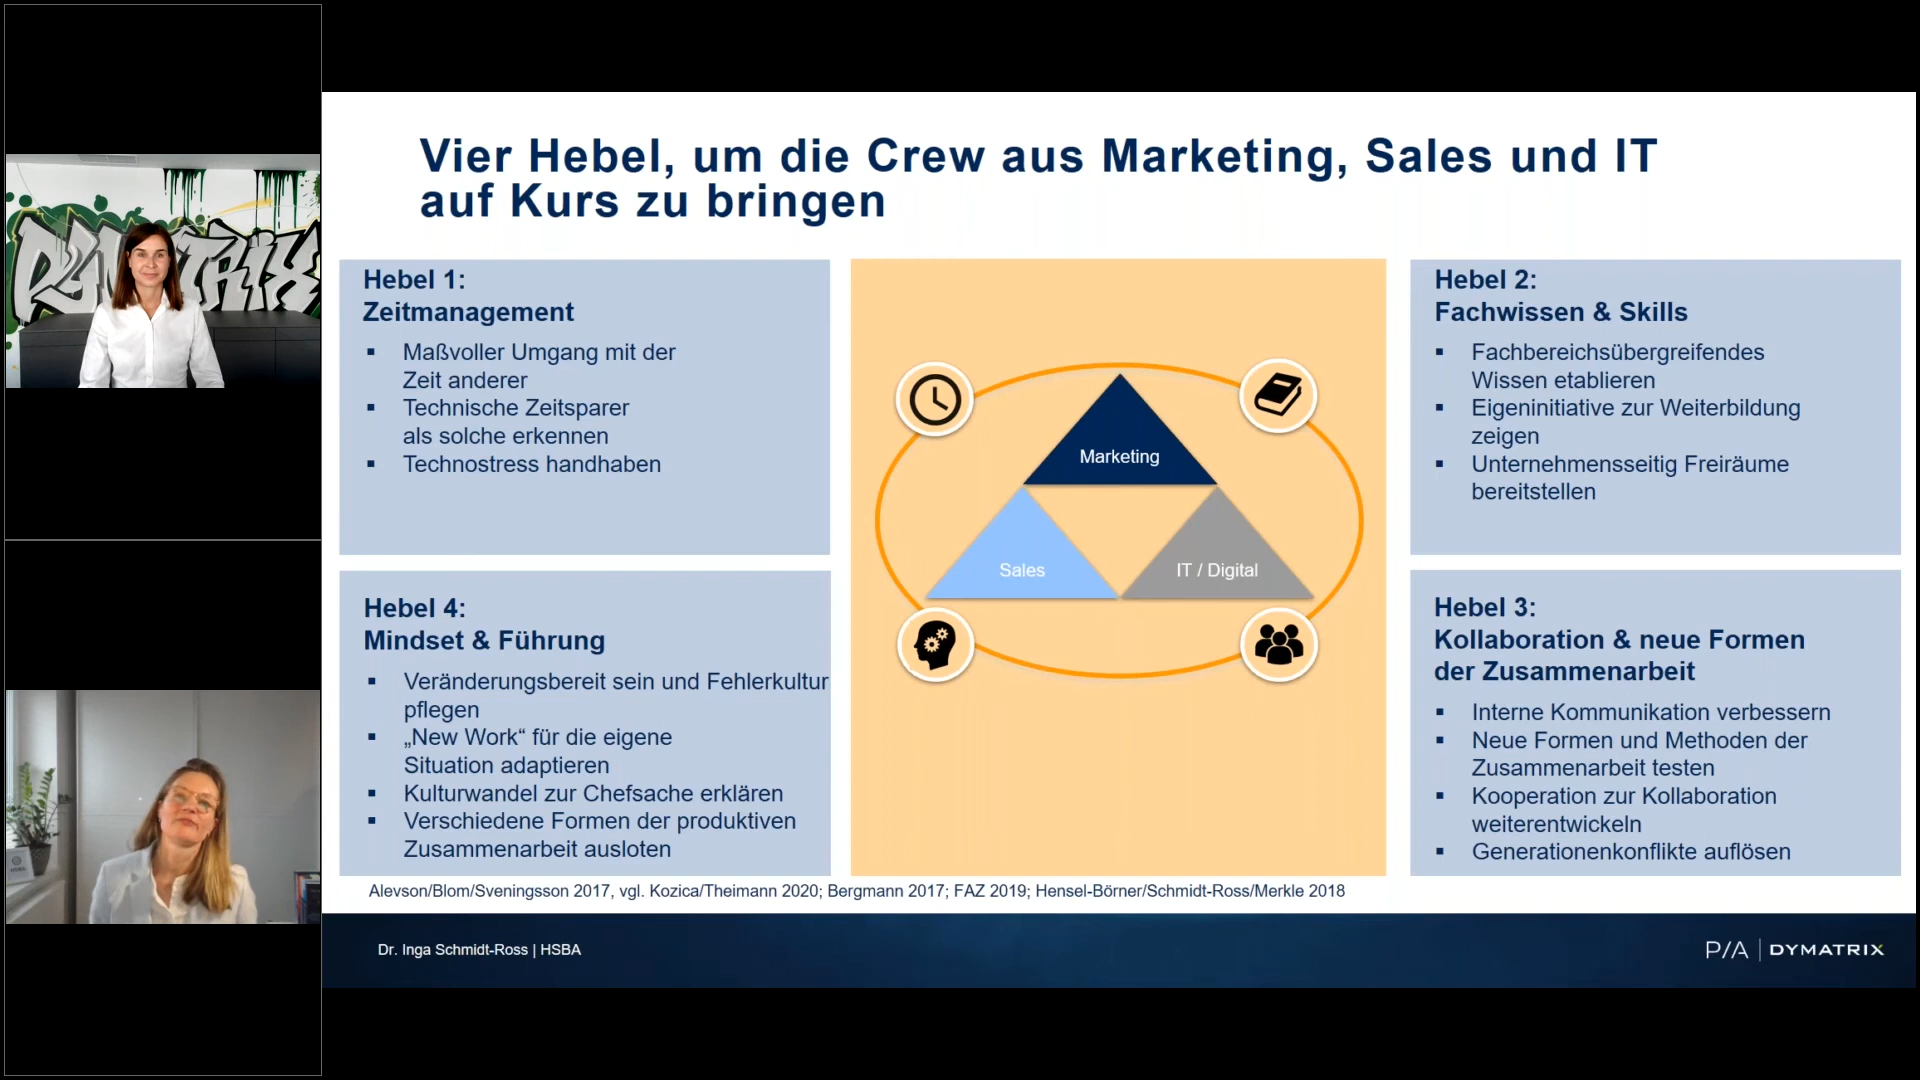 DYMATRIX
HSBA
Vier Hebel, um die Crew aus Marketing, Sales und IT
auf Kurs zu bringen
Hebel 1:
Zeitmanagement
▪ Maßvoller Umgang mit der
Zeit anderer
▪ Technische Zeitsparer
als solche erkennen
▪ Technostress handhaben
Marketing
Sales
IT / Digital
Hebel 2:
Fachwissen & Skills
▪ Fachbereichsübergreifendes
Wissen etablieren
▪ Eigeninitiative zur Weiterbildung
zeigen
▪ Unternehmensseitig Freiräume
bereitstellen
Hebel 4:
Mindset & Führung
▪ Veränderungsbereit sein und Fehlerkultur
pflegen
▪ „New Work“ für die eigene
Situation adaptieren
▪ Kulturwandel zur Chefsache erklären
▪ Verschiedene Formen der produktiven
Zusammenarbeit ausloten
Hebel 3:
Kollaboration & neue Formen
der Zusammenarbeit
▪ Interne Kommunikation verbessern
▪ Neue Formen und Methoden der
Zusammenarbeit testen
▪ Kooperation zur Kollaboration
weiterentwickeln
▪ Generationenkonflikte auflösen
Alevson/Blom/Sveningsson 2017, vgl. Kozica/Theimann 2020; Bergmann 2017; FAZ 2019; Hensel-Börner/Schmidt-Ross/Merkle 2018
Dr. Inga Schmidt-Ross | HSBA
P/A | DYMATRIX